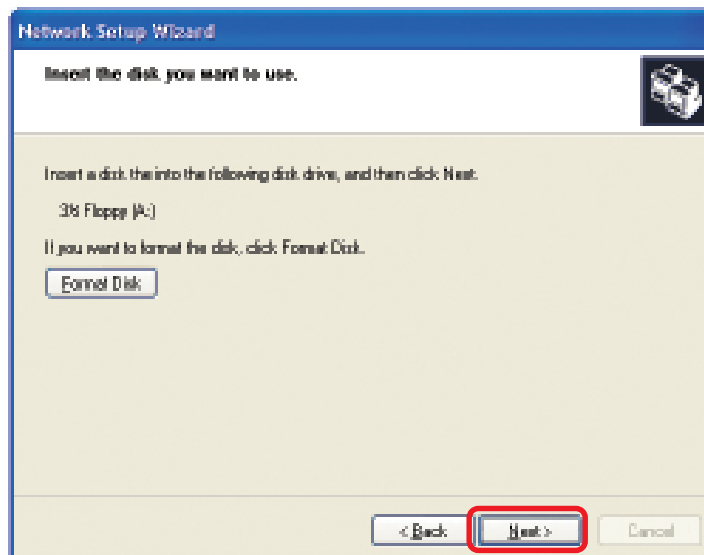 Network Setup Wizard
Insert the disk you want to use.
Insert a disk the into the following disk drive, and then click Next.
3½ Floppy (A:)
If you want to format the disk, click Format Disk.
Format Disk
< Back Next > Cancel